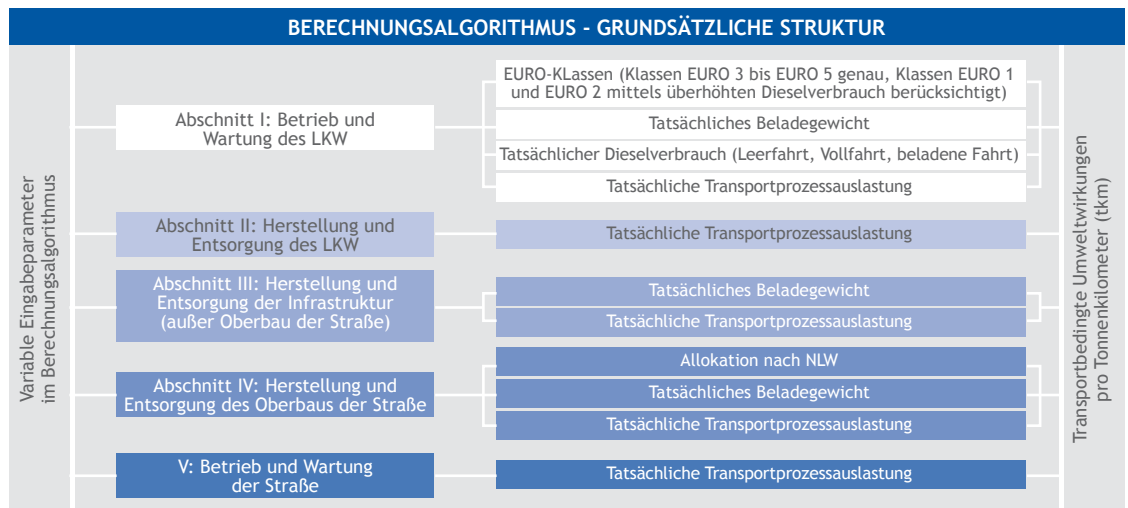 BERECHNUNGSALGORITHMUS - GRUNDSÄTZLICHE STRUKTUR
Variable Eingabeparameter
im Berechnungsalgorithmus
Abschnitt I: Betrieb und
Wartung des LKW
EURO-KLassen (Klassen EURO 3 bis EURO 5 genau, Klassen EURO 1
und EURO 2 mittels überhöhten Dieselverbrauch berücksichtigt)
Tatsächliches Beladegewicht
Tatsächlicher Dieselverbrauch (Leerfahrt, Vollfahrt, beladene Fahrt)
Tatsächliche Transportprozessauslastung
Abschnitt II: Herstellung und
Entsorgung des LKW
Tatsächliche Transportprozessauslastung
Abschnitt III: Herstellung und
Entsorgung der Infrastruktur
(außer Oberbau der Straße)
Tatsächliches Beladegewicht
Tatsächliche Transportprozessauslastung
Abschnitt IV: Herstellung und
Entsorgung des Oberbaus der Straße
Allokation nach NLW
Tatsächliches Beladegewicht
Tatsächliche Transportprozessauslastung
V: Betrieb und Wartung
der Straße
Tatsächliche Transportprozessauslastung
Transportbedingte Umweltwirkungen
pro Tonnenkilometer (tkm)